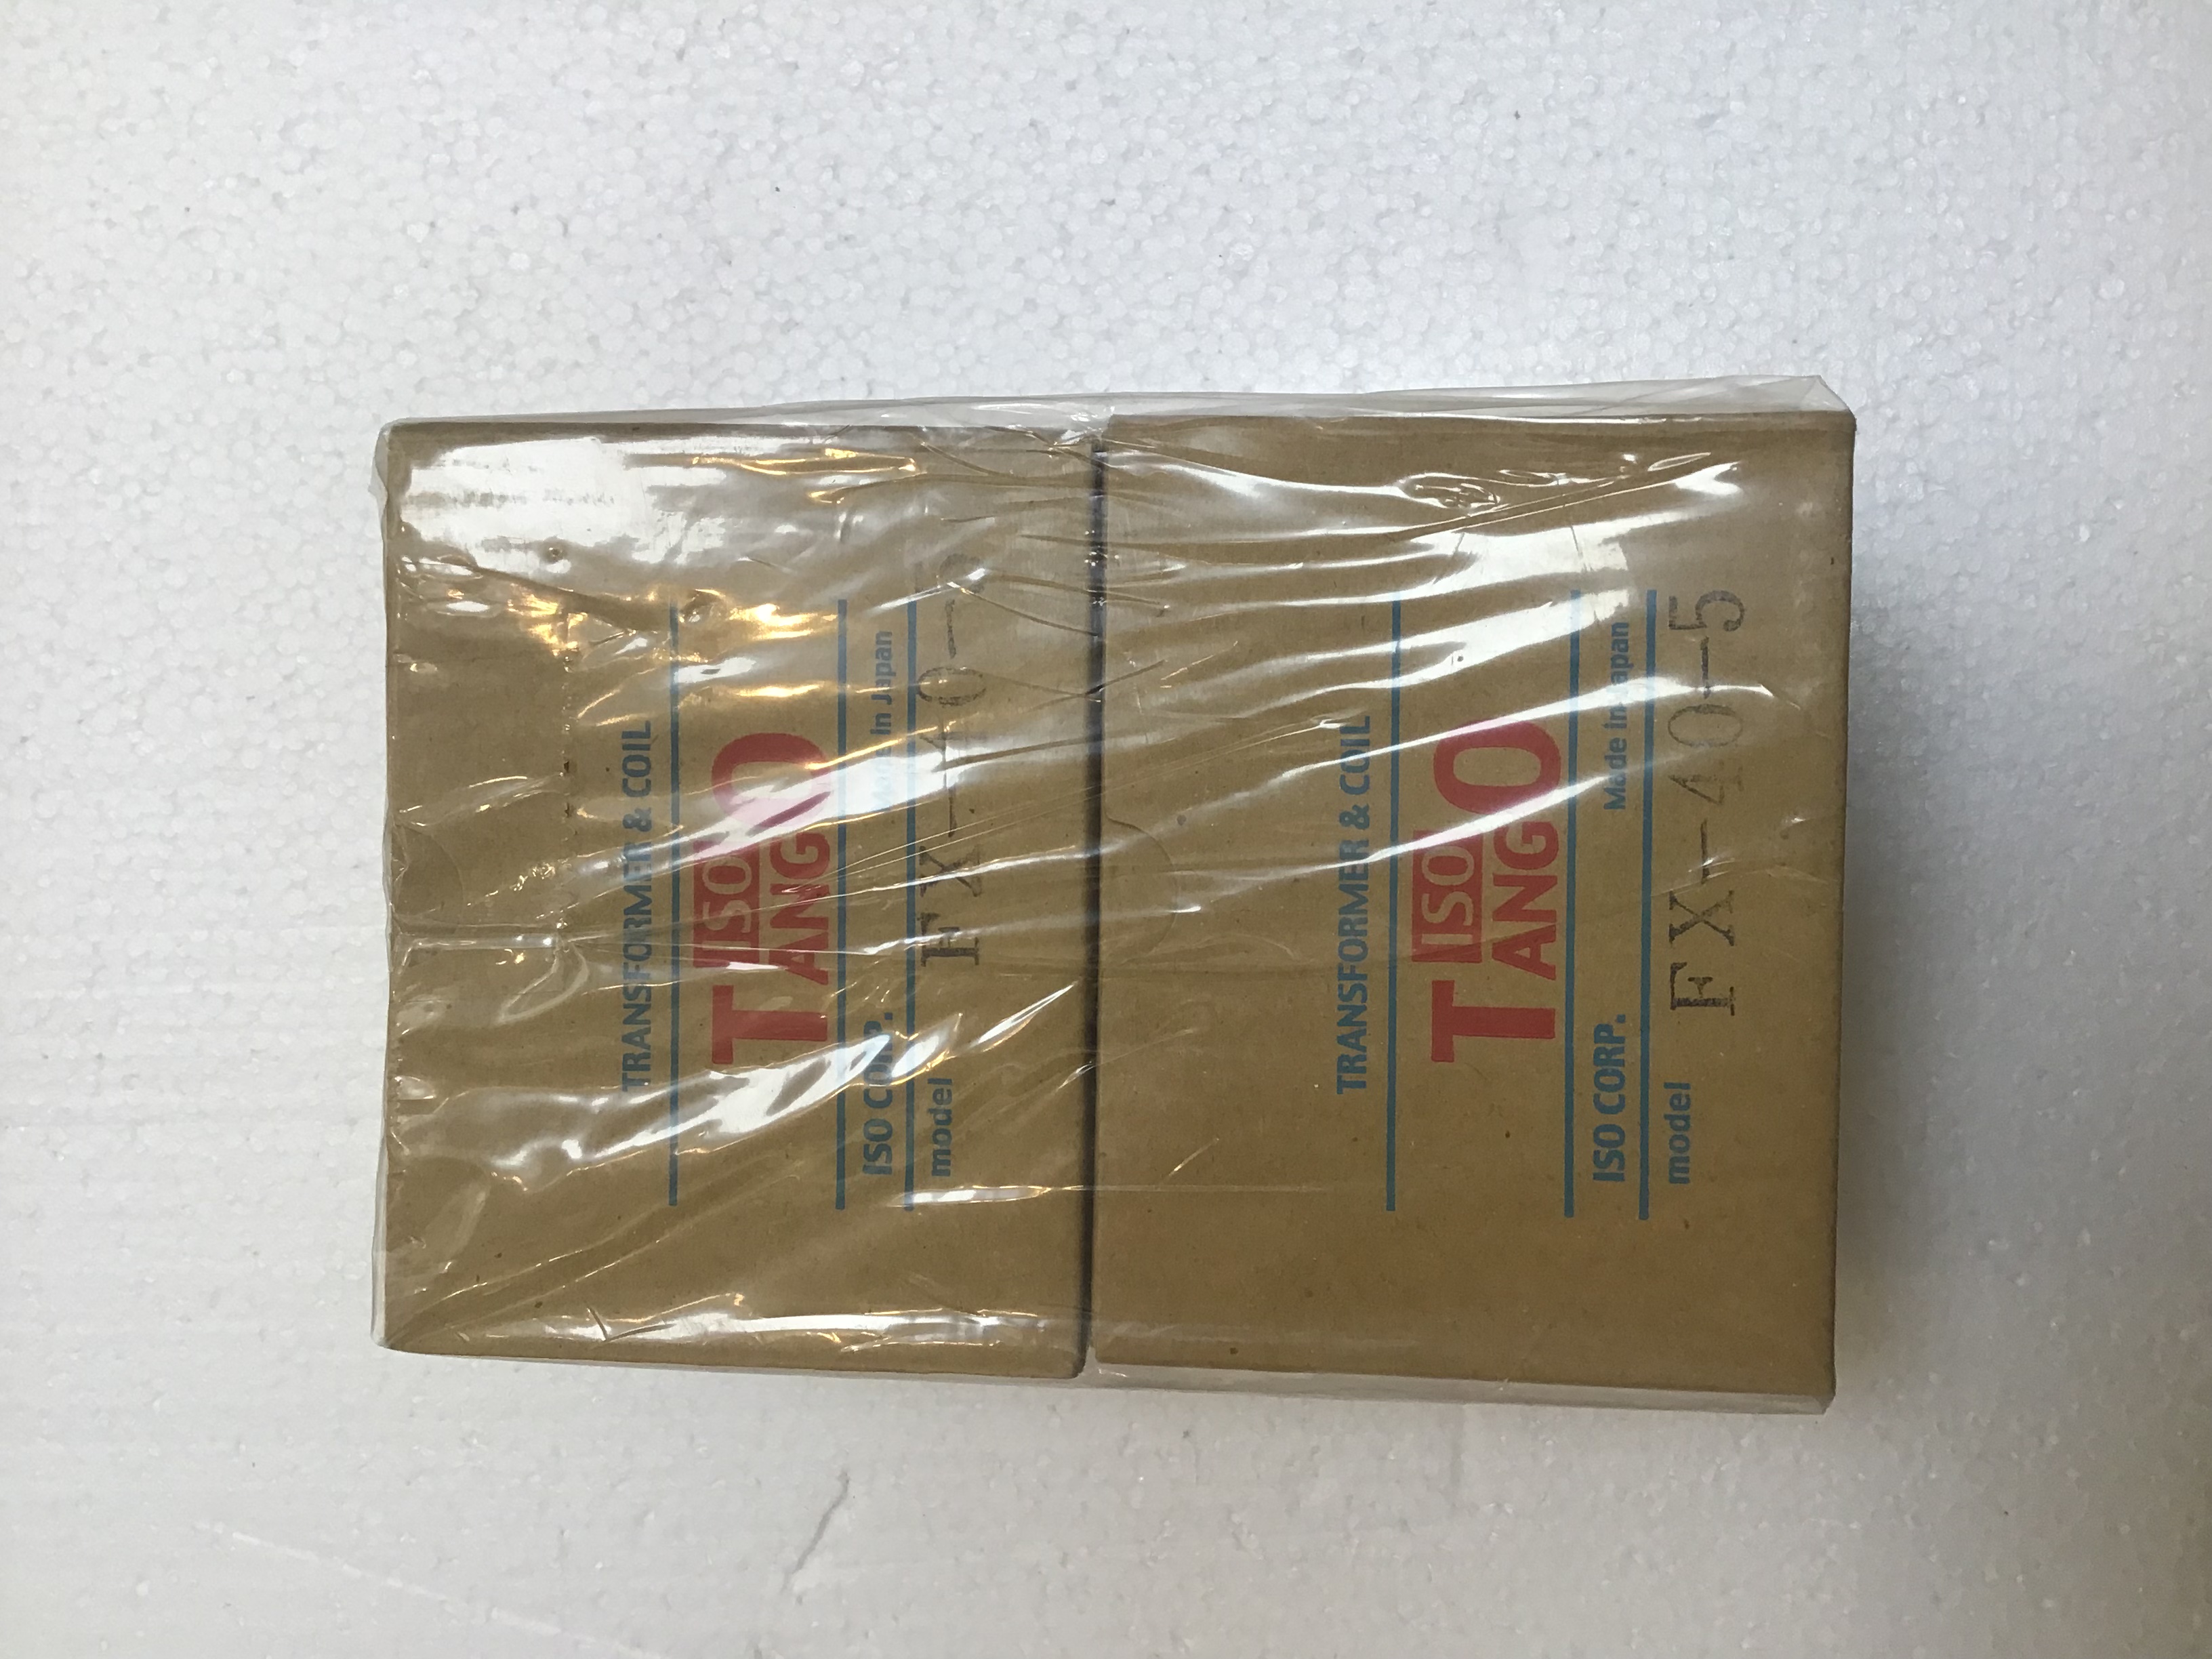 TRANSFORMER & COIL
TANGO
ISO
ISO CORP. Made in Japan
model FX-40-5
TRANSFORMER & COIL
TANGO
ISO
ISO CORP. Made in Japan
model FX-40-5